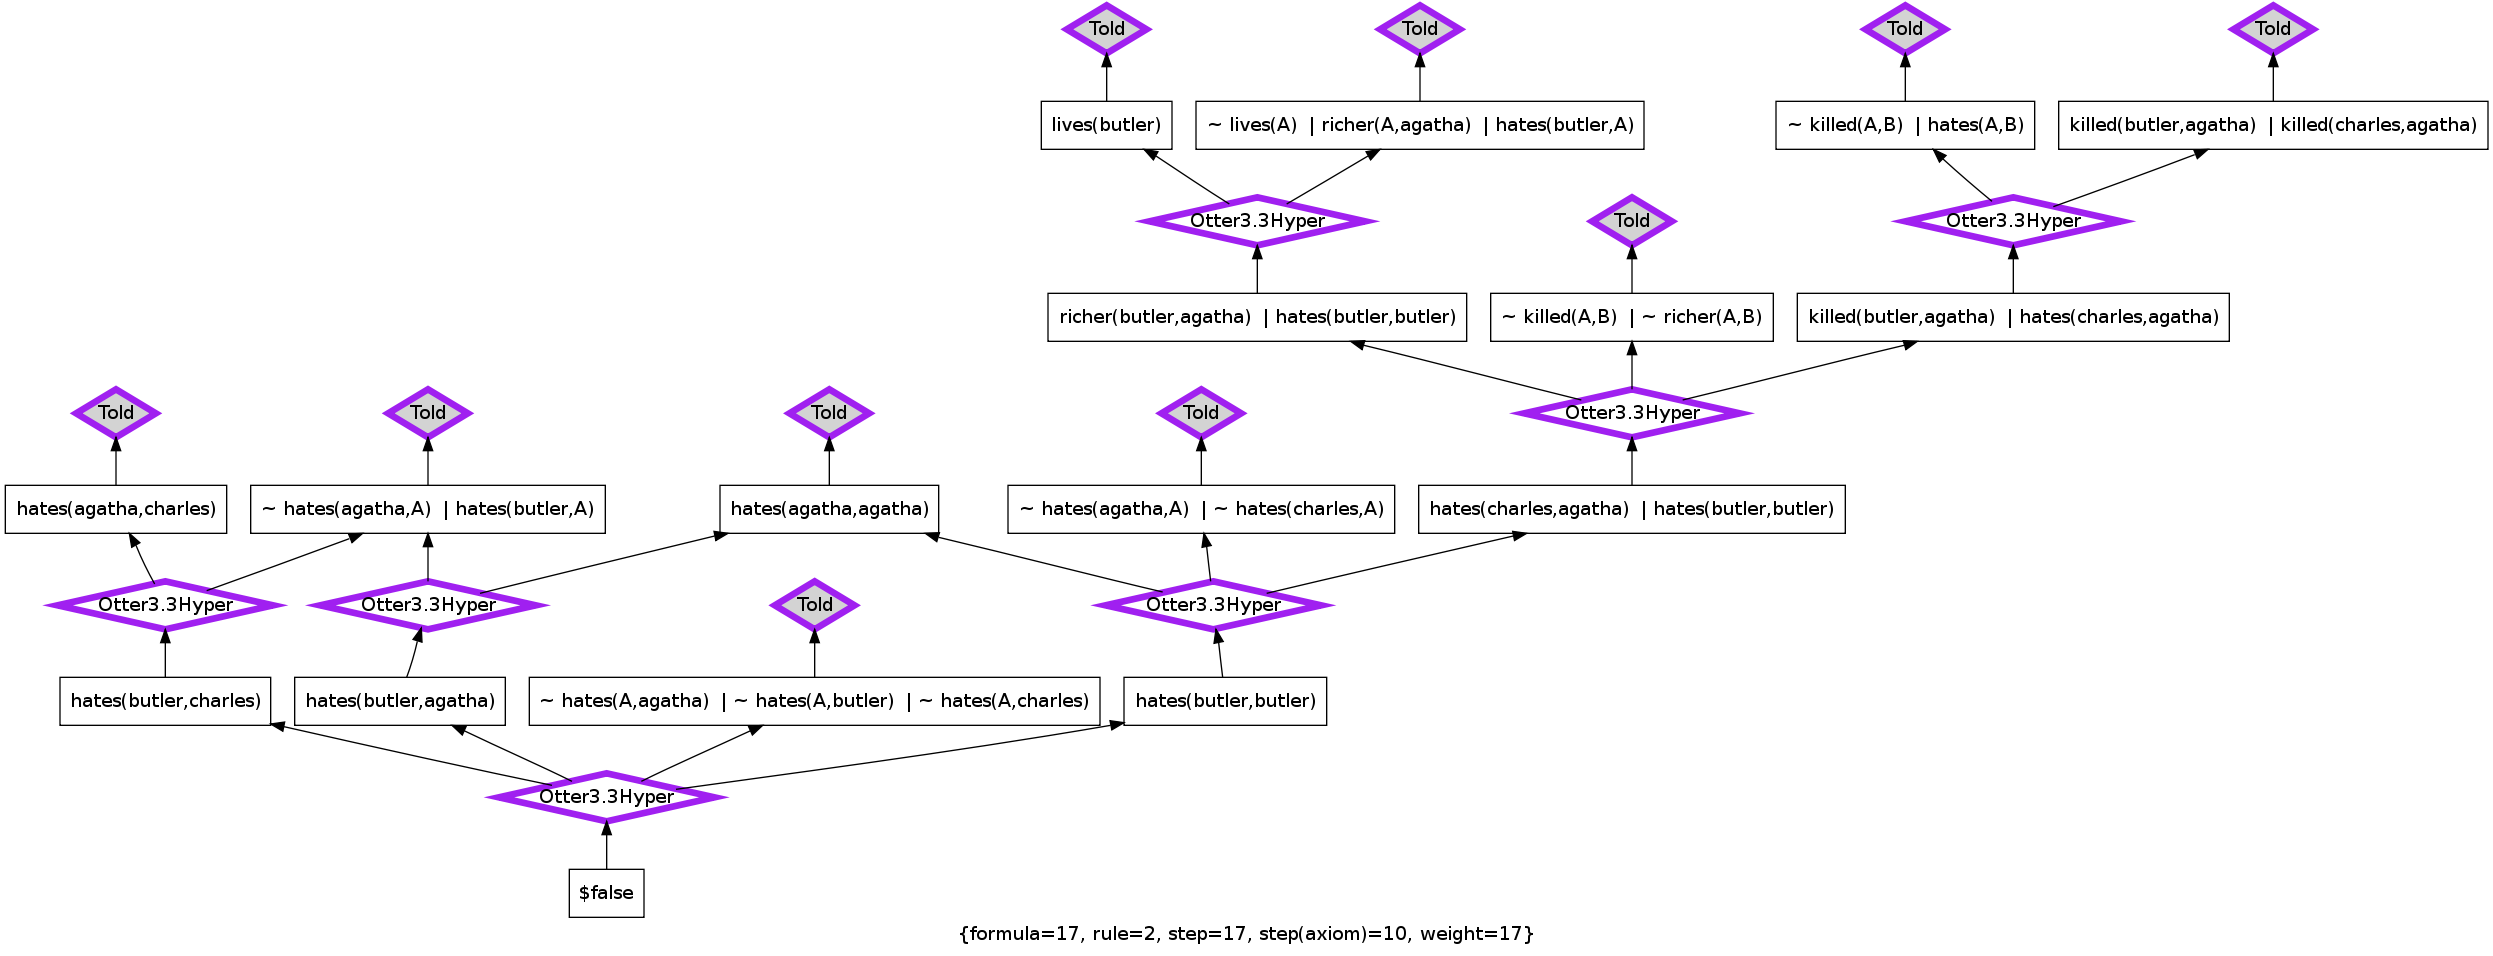 Told
Told
Told
Told
lives(butler)
~ lives(A) | richer(A,agatha) | hates(butler,A)
~ killed(A,B) | hates(A,B)
killed(butler,agatha) | killed(charles,agatha)
Otter3.3Hyper
Told
Otter3.3Hyper
richer(butler,agatha) | hates(butler,butler)
~ killed(A,B) | ~ richer(A,B)
killed(butler,agatha) | hates(charles,agatha)
Told
Told
Told
Told
Otter3.3Hyper
hates(agatha,charles)
~ hates(agatha,A) | hates(butler,A)
hates(agatha,agatha)
~ hates(agatha,A) | ~ hates(charles,A)
hates(charles,agatha) | hates(butler,butler)
Otter3.3Hyper
Otter3.3Hyper
Told
Otter3.3Hyper
hates(butler,charles)
hates(butler,agatha)
~ hates(A,agatha) | ~ hates(A,butler) | ~ hates(A,charles)
hates(butler,butler)
Otter3.3Hyper
$false
{formula=17, rule=2, step=17, step(axiom)=10, weight=17}